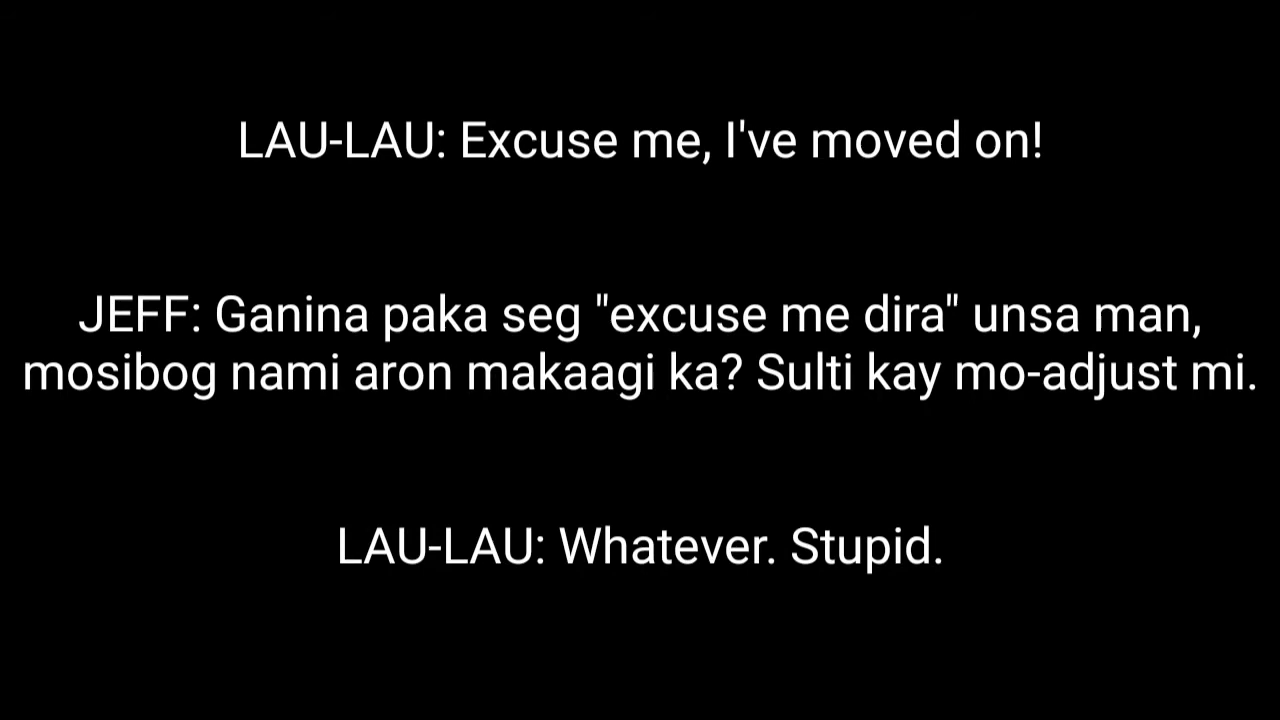 LAU-LAU: Excuse me, I've moved on!
JEFF: Ganina paka seg "excuse me dira" unsa man,
mosibog nami aron makaagi ka? Sulti kay mo-adjust mi.
LAU-LAU: Whatever. Stupid.